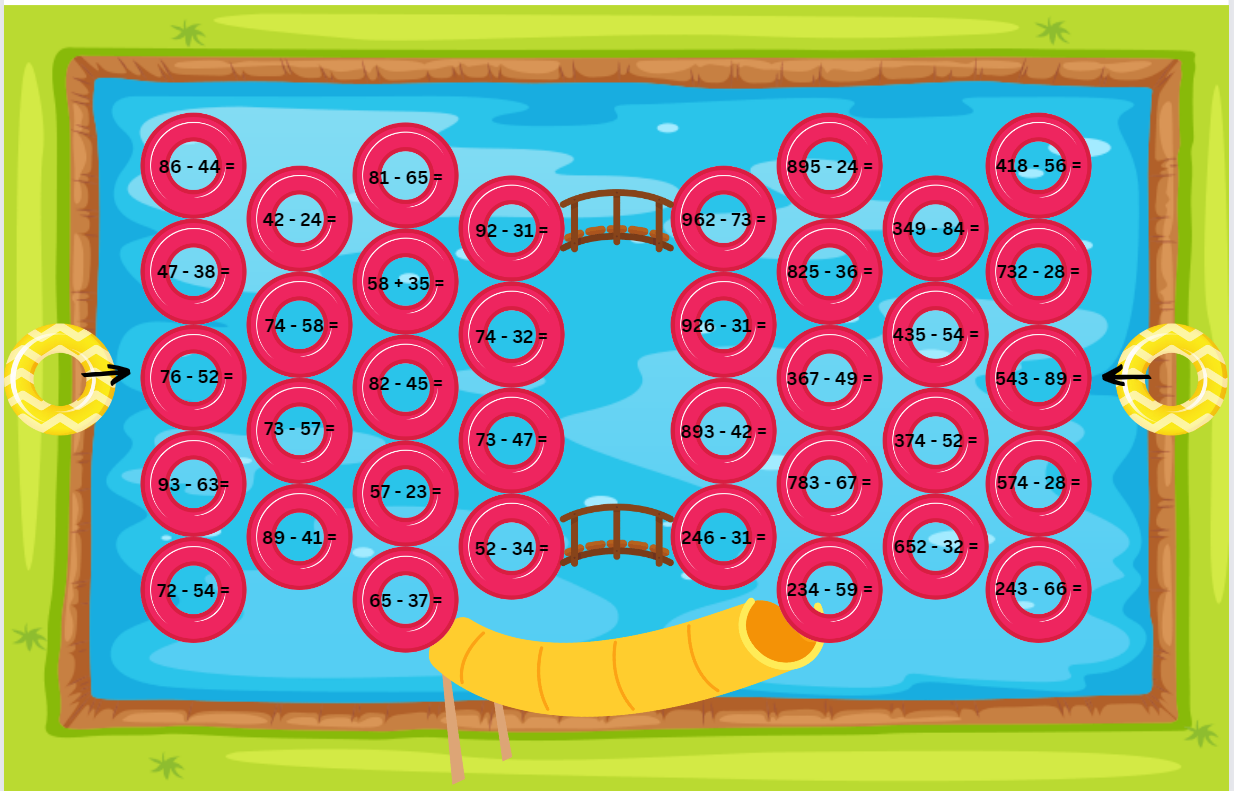 86 - 44 =
47 - 38 =
76 - 52 =
93 - 63=
72 - 54 =
42 - 24 =
74 - 58 =
73 - 57 =
89 - 41 =
81 - 65 =
58 + 35 =
82 - 45 =
57 - 23 =
65 - 37 =
92 - 31 =
74 - 32 =
73 - 47 =
52 - 34 =
962 - 73 =
926 - 31 =
893 - 42 =
246 - 31 =
895 - 24 =
825 - 36 =
367 - 49 =
783 - 67 =
234 - 59 =
349 - 84 =
435 - 54 =
374 - 52 =
652 - 32 =
418 - 56 =
732 - 28 =
543 - 89 =
574 - 28 =
243 - 66 =